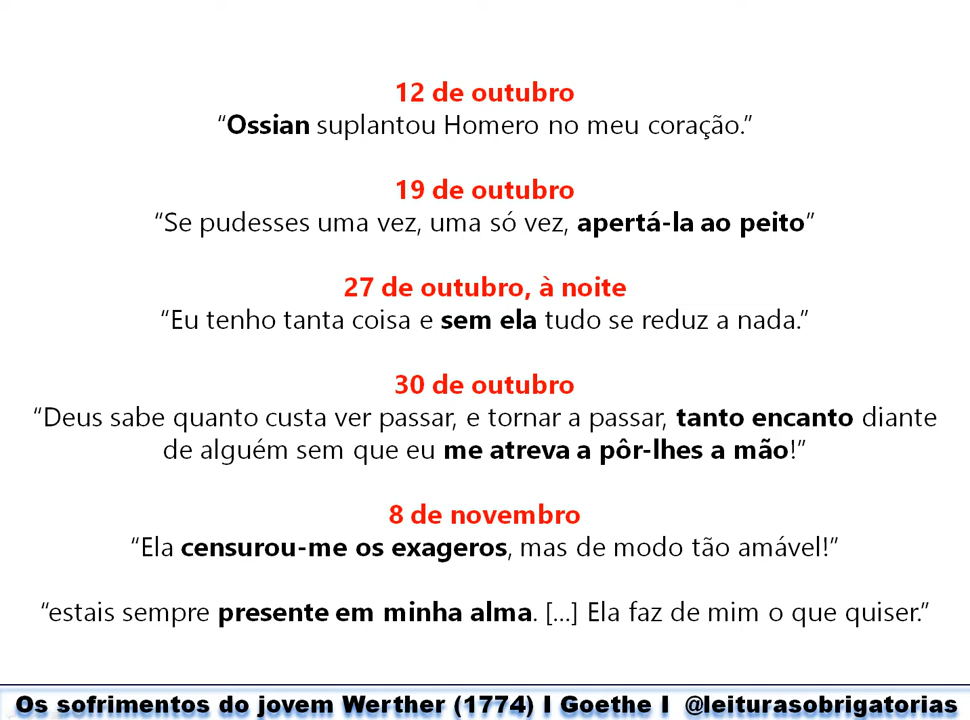 12 de outubro
“Ossian suplantou Homero no meu coração.”
19 de outubro
“Se pudesses uma vez, uma só vez, apertá-la ao peito”
27 de outubro, à noite
“Eu tenho tanta coisa e sem ela tudo se reduz a nada.”
30 de outubro
“Deus sabe quanto custa ver passar, e tornar a passar, tanto encanto diante
de alguém sem que eu me atreva a pôr-lhes a mão!”
8 de novembro
“Ela censurou-me os exageros, mas de modo tão amável!”
“estais sempre presente em minha alma. [...] Ela faz de mim o que quiser.”
Os sofrimentos do jovem Werther (1774) I Goethe I @leiturasobrigatorias